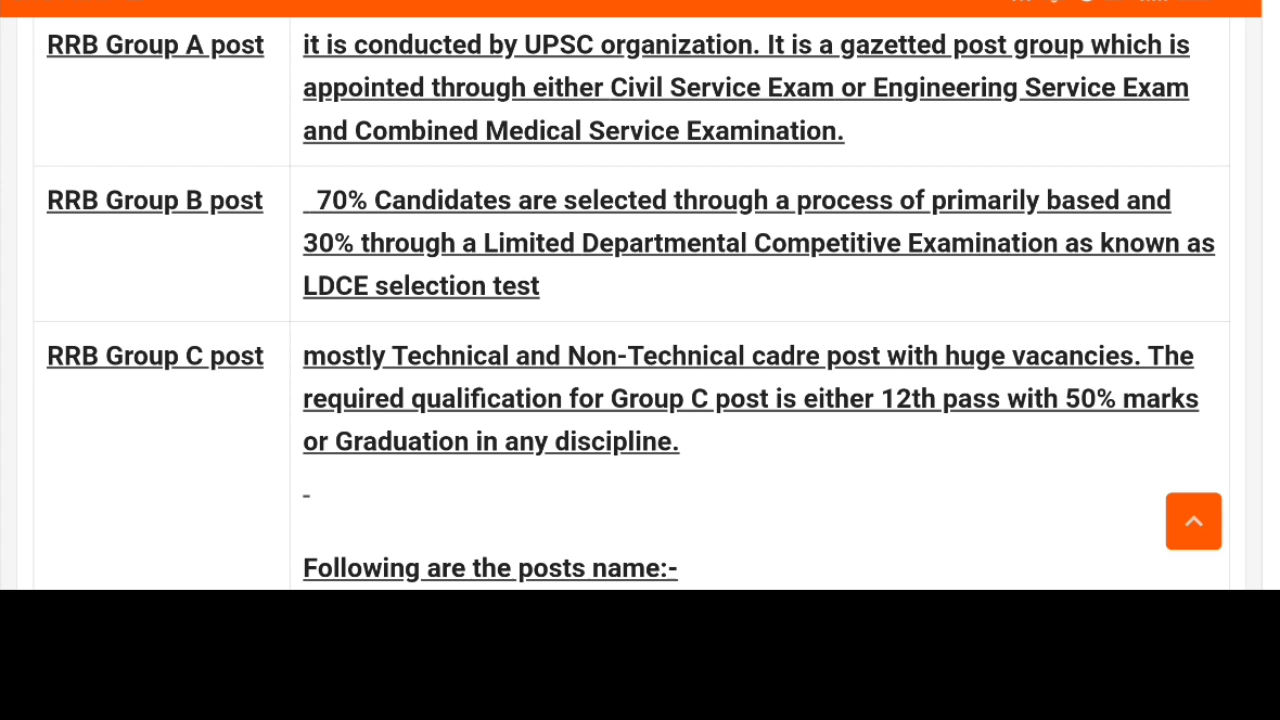 RRB Group A post
it is conducted by UPSC organization. It is a gazetted post group which is
appointed through either Civil Service Exam or Engineering Service Exam
and Combined Medical Service Examination.
RRB Group B post
70% Candidates are selected through a process of primarily based and
30% through a Limited Departmental Competitive Examination as known as
LDCE selection test
RRB Group C post
mostly Technical and Non-Technical cadre post with huge vacancies. The
required qualification for Group C post is either 12th pass with 50% marks
or Graduation in any discipline.
-
Following are the posts name:-